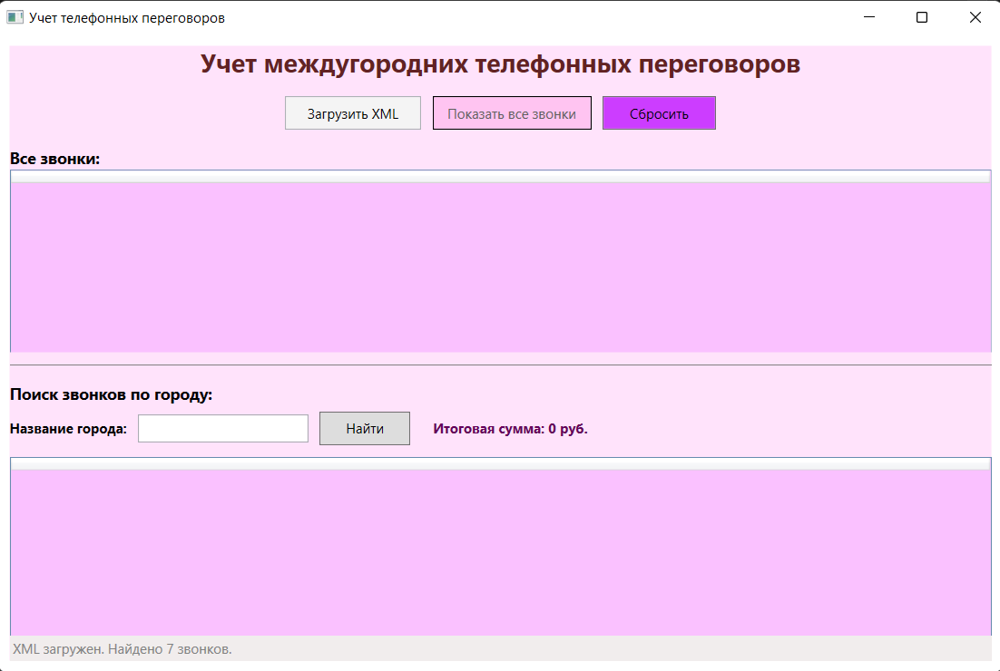 Учет телефонных переговоров
Учет междугородних телефонных переговоров
Загрузить XML Показать все звонки Сбросить
Все звонки:
Поиск звонков по городу:
Название города: Найти Итоговая сумма: 0 руб.
XML загружен. Найдено 7 звонков.